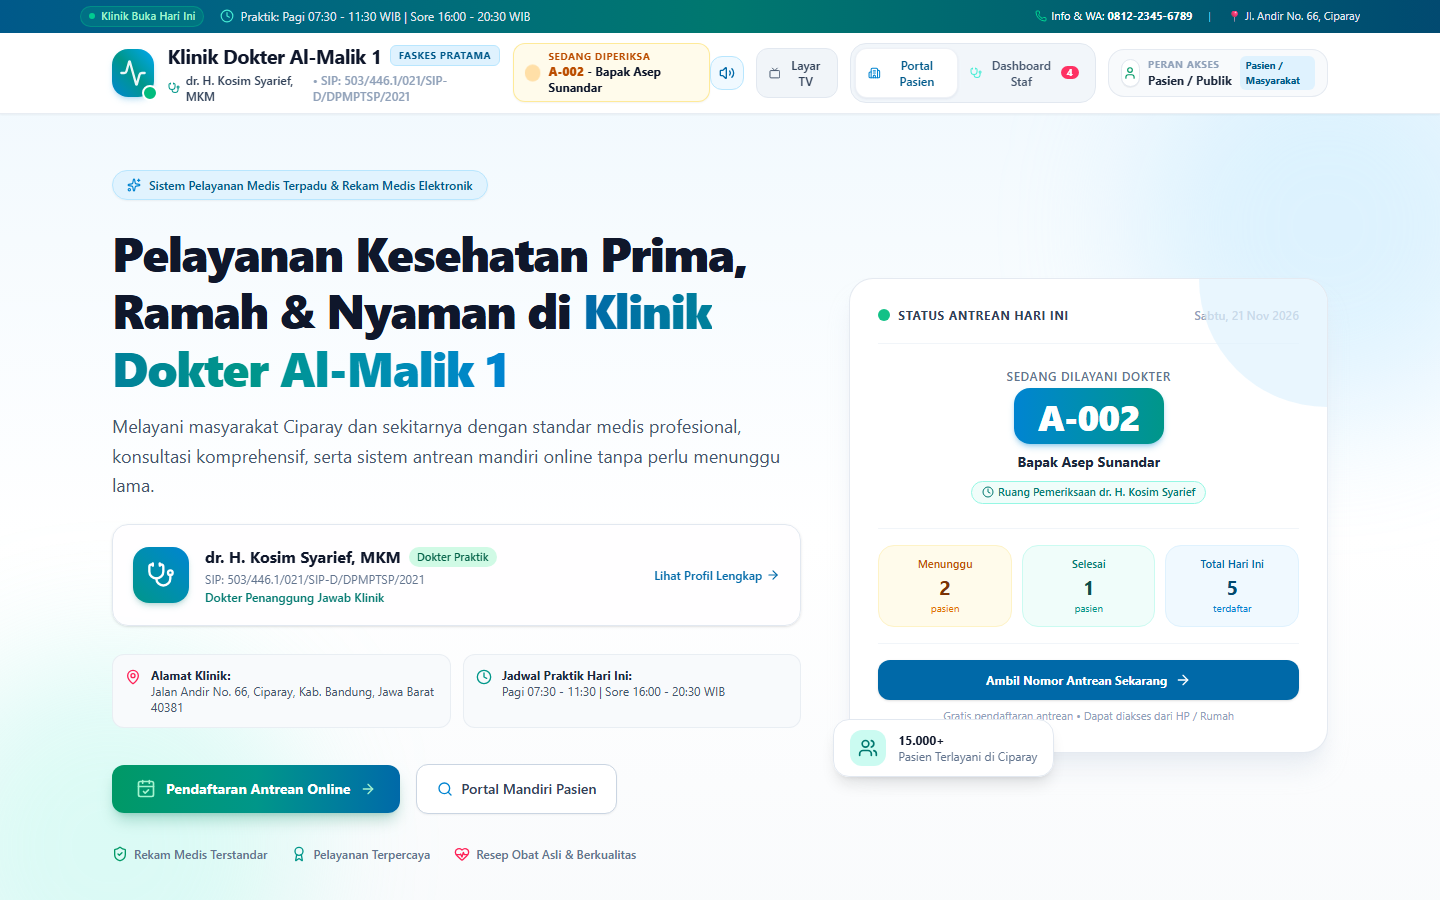 Klinik Buka Hari Ini
Praktik: Pagi 07:30 - 11:30 WIB | Sore 16:00 - 20:30 WIB
Info & WA: 0812-2345-6789 | Jl. Andir No. 66, Ciparay
Klinik Dokter Al-Malik 1
FASKES PRATAMA
dr. H. Kosim Syarief, MKM
• SIP: 503/446.1/021/SIP-D/DPMPTSP/2021
SEDANG DIPERIKSA
A-002 - Bapak Asep Sunandar
Layar TV
Portal Pasien
Dashboard Staf
4
PERAN AKSES
Pasien / Publik
Pasien / Masyarakat
Sistem Pelayanan Medis Terpadu & Rekam Medis Elektronik
Pelayanan Kesehatan Prima,
Ramah & Nyaman di Klinik
Dokter Al-Malik 1
Melayani masyarakat Ciparay dan sekitarnya dengan standar medis profesional,
konsultasi komprehensif, serta sistem antrean mandiri online tanpa perlu menunggu
lama.
dr. H. Kosim Syarief, MKM
Dokter Praktik
SIP: 503/446.1/021/SIP-D/DPMPTSP/2021
Dokter Penanggung Jawab Klinik
Lihat Profil Lengkap
Alamat Klinik:
Jalan Andir No. 66, Ciparay, Kab. Bandung, Jawa Barat
40381
Jadwal Praktik Hari Ini:
Pagi 07:30 - 11:30 | Sore 16:00 - 20:30 WIB
Pendaftaran Antrean Online
Portal Mandiri Pasien
Rekam Medis Terstandar
Pelayanan Terpercaya
Resep Obat Asli & Berkualitas
STATUS ANTREAN HARI INI
Sabtu, 21 Nov 2026
SEDANG DILAYANI DOKTER
A-002
Bapak Asep Sunandar
Ruang Pemeriksaan dr. H. Kosim Syarief
Menunggu
2
pasien
Selesai
1
pasien
Total Hari Ini
5
terdaftar
Ambil Nomor Antrean Sekarang
Gratis pendaftaran antrean • Dapat diakses dari HP / Rumah
15.000+
Pasien Terlayani di Ciparay